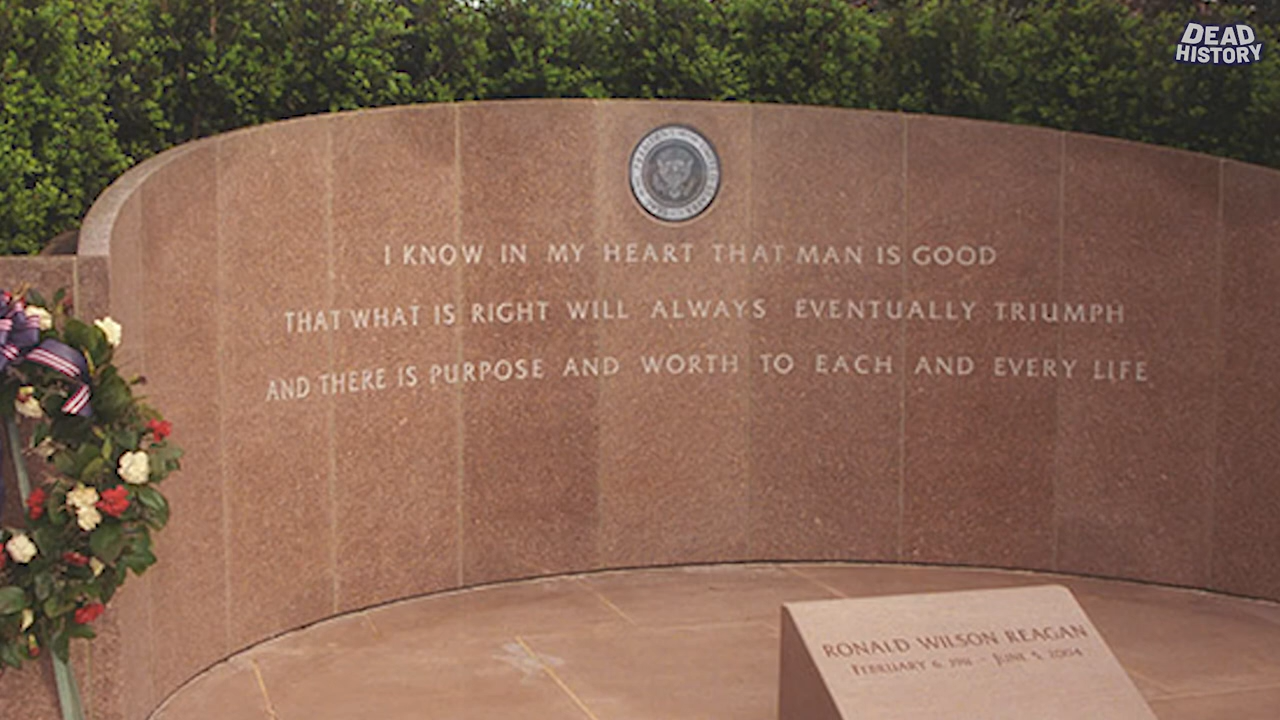 DEAD
HISTORY
I KNOW IN MY HEART THAT MAN IS GOOD
THAT WHAT IS RIGHT WILL ALWAYS EVENTUALLY TRIUMPH
AND THERE IS PURPOSE AND WORTH TO EACH AND EVERY LIFE
RONALD WILSON REAGAN
FEBRUARY 6, 1911 - JUNE 5, 2004